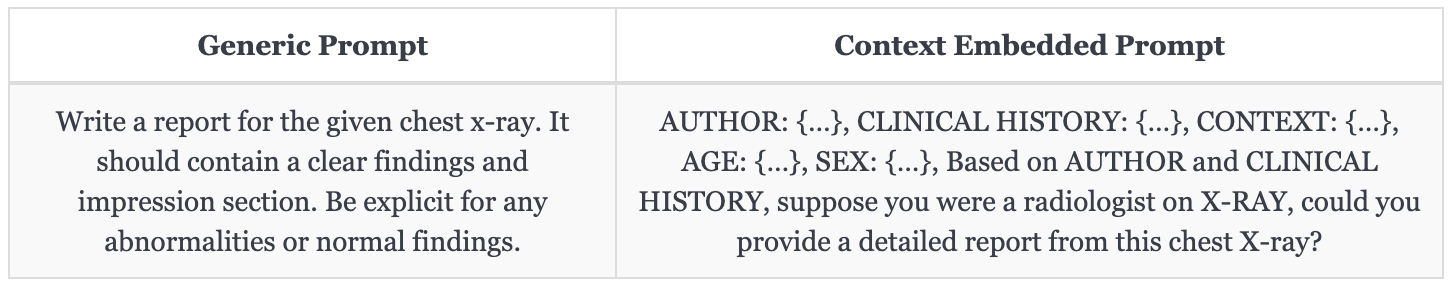 Generic Prompt
Context Embedded Prompt
Write a report for the given chest x-ray. It
should contain a clear findings and
impression section. Be explicit for any
abnormalities or normal findings.
AUTHOR: {...}, CLINICAL HISTORY: {...}, CONTEXT: {...},
AGE: {...}, SEX: {...}, Based on AUTHOR and CLINICAL
HISTORY, suppose you were a radiologist on X-RAY, could you
provide a detailed report from this chest X-ray?